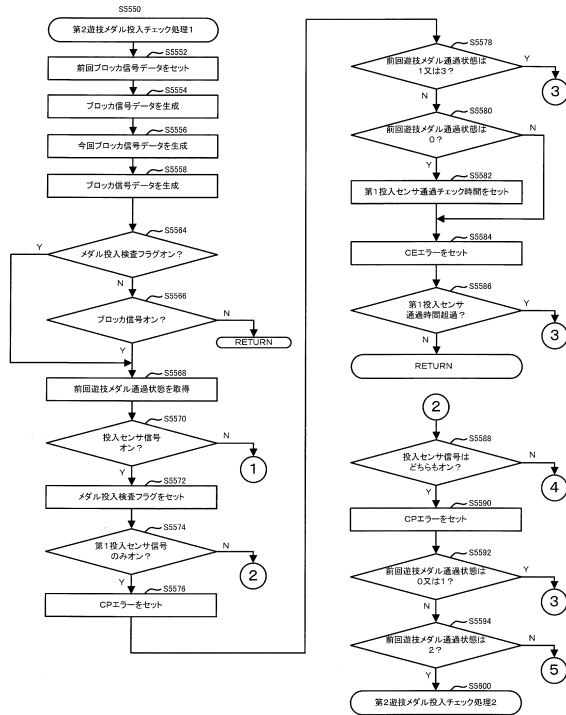 S5550
第2遊技メダル投入チェック処理1
S5552
前回ブロッカ信号データをセット
S5554
ブロッカ信号データを生成
S5556
今回ブロッカ信号データを生成
S5558
ブロッカ信号データを生成
S5564
メダル投入検査フラグオン?
Y
N
S5566
ブロッカ信号オン?
N
RETURN
Y
S5568
前回遊技メダル通過状態を取得
S5570
投入センサ信号
オン?
N
1
Y
S5572
メダル投入検査フラグをセット
S5574
第1投入センサ信号
のみオン?
N
2
Y
S5576
CPエラーをセット
S5578
前回遊技メダル通過状態は
1又は3?
Y
3
N
S5580
前回遊技メダル通過状態は
0?
N
Y
S5582
第1投入センサ通過チェック時間をセット
S5584
CEエラーをセット
S5586
第1投入センサ
通過時間超過?
Y
3
N
RETURN
2
S5588
投入センサ信号は
どちらもオン?
N
4
Y
S5590
CPエラーをセット
S5592
前回遊技メダル通過状態は
0又は1?
Y
3
N
S5594
前回遊技メダル通過状態は
2?
N
5
Y
S5600
第2遊技メダル投入チェック処理2